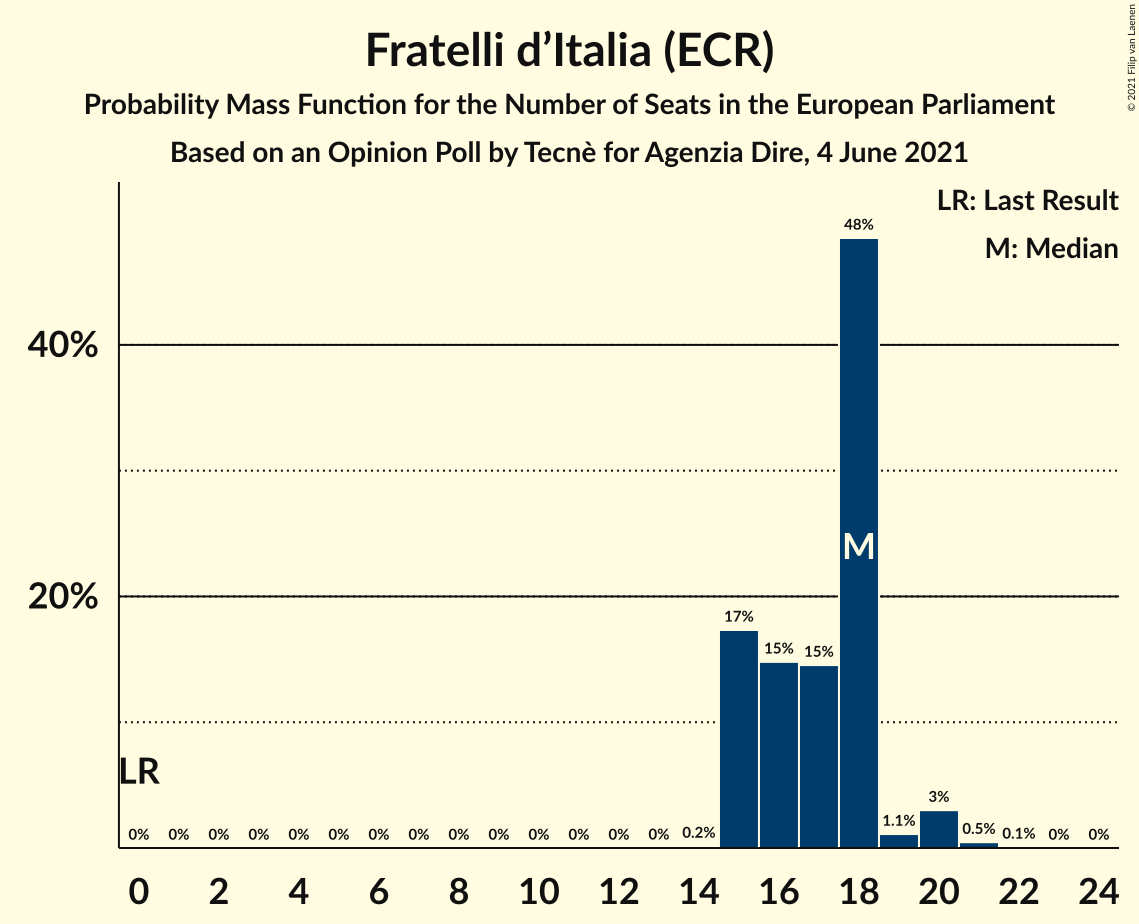 Fratelli d’Italia (ECR)
Probability Mass Function for the Number of Seats in the European Parliament
Based on an Opinion Poll by Tecnè for Agenzia Dire, 4 June 2021
© 2021 Filip van Laenen
LR: Last Result
M: Median
48%
40%
M
20%
17%
15%
15%
LR
3%
1.1%
0% 0% 0% 0% 0% 0% 0% 0% 0% 0% 0% 0% 0% 0% 0.2% 0.5% 0.1% 0% 0%
0 2 4 6 8 10 12 14 16 18 20 22 24